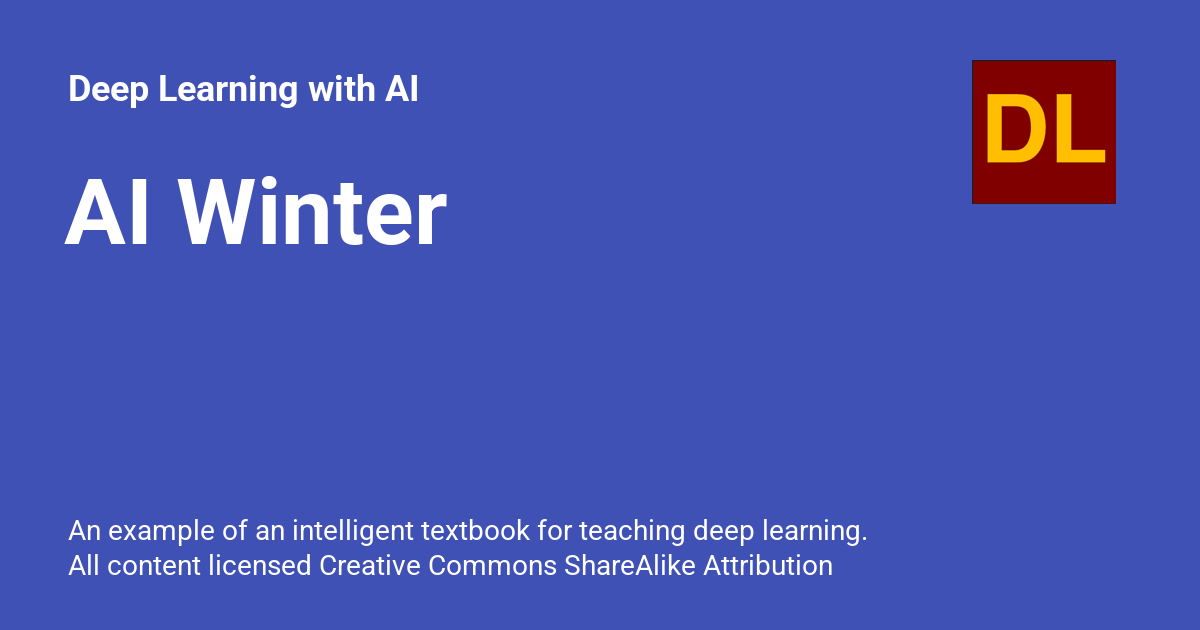 Deep Learning with AI
DL
AI Winter
An example of an intelligent textbook for teaching deep learning.
All content licensed Creative Commons ShareAlike Attribution